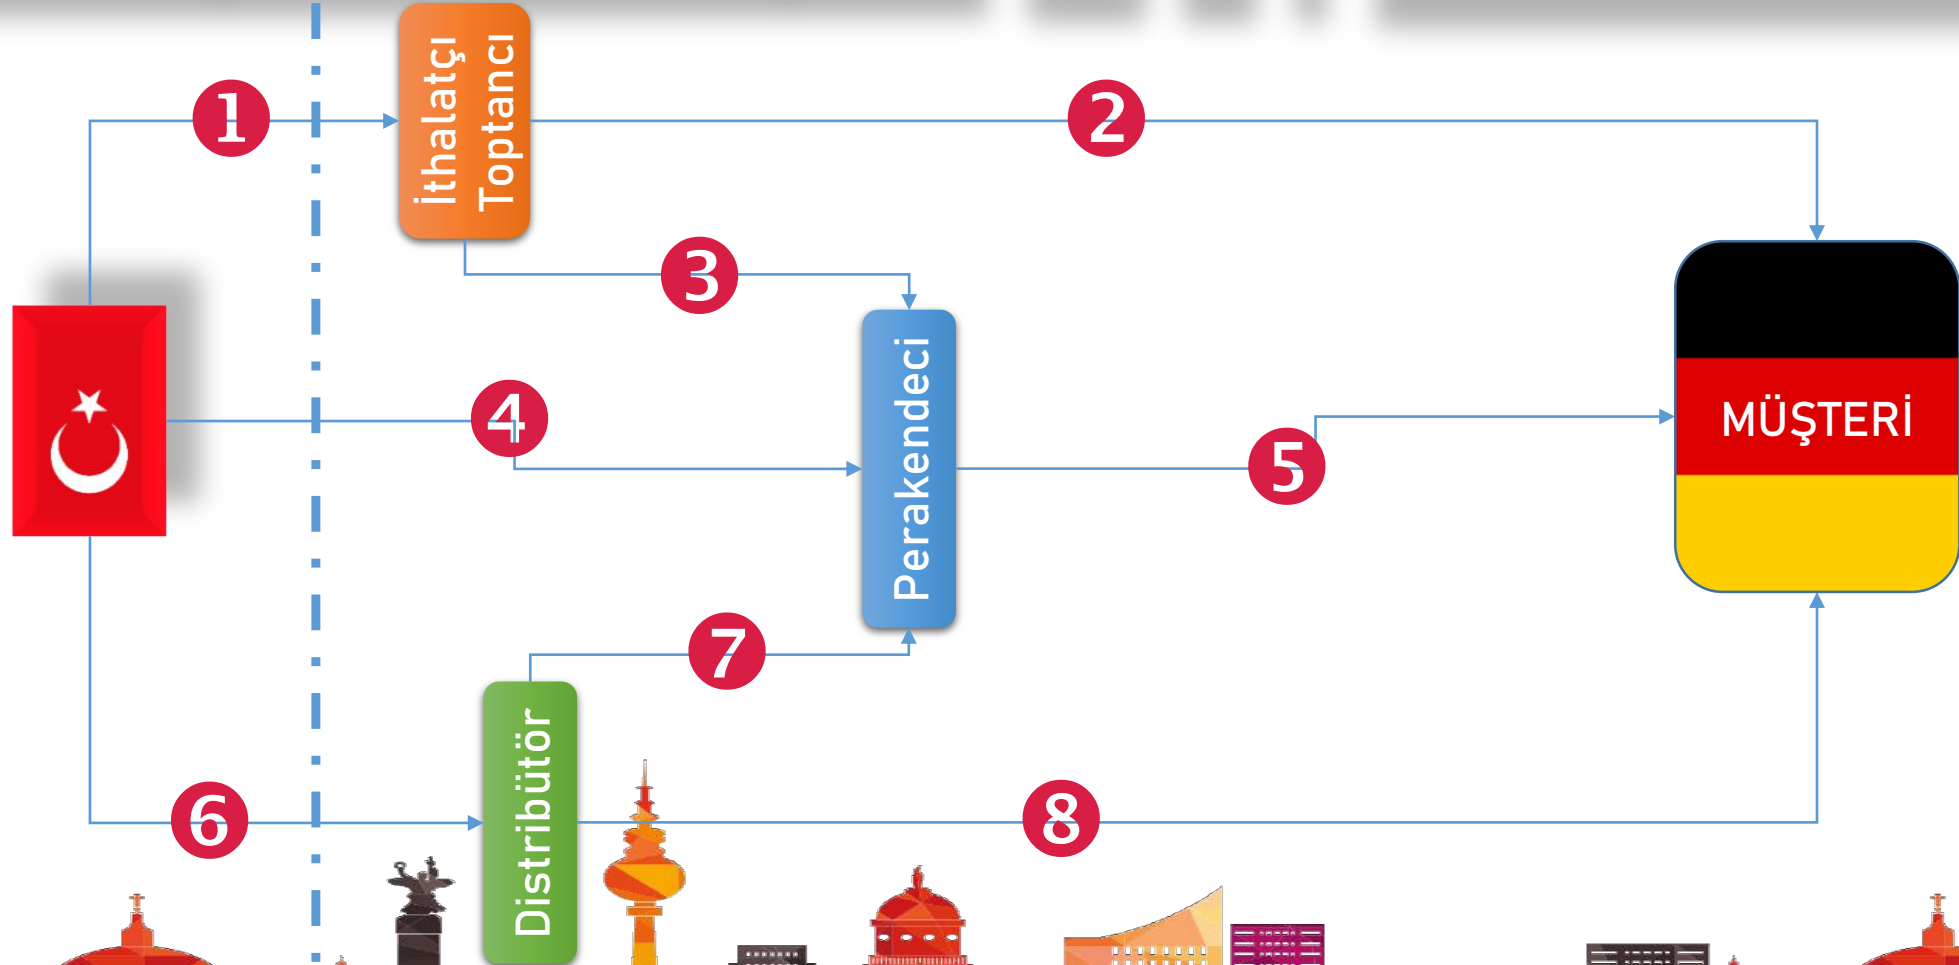 1
İthalatçı
Toptancı
2
3
4
Perakendeci
5
MÜŞTERİ
6
7
Distribütör
8